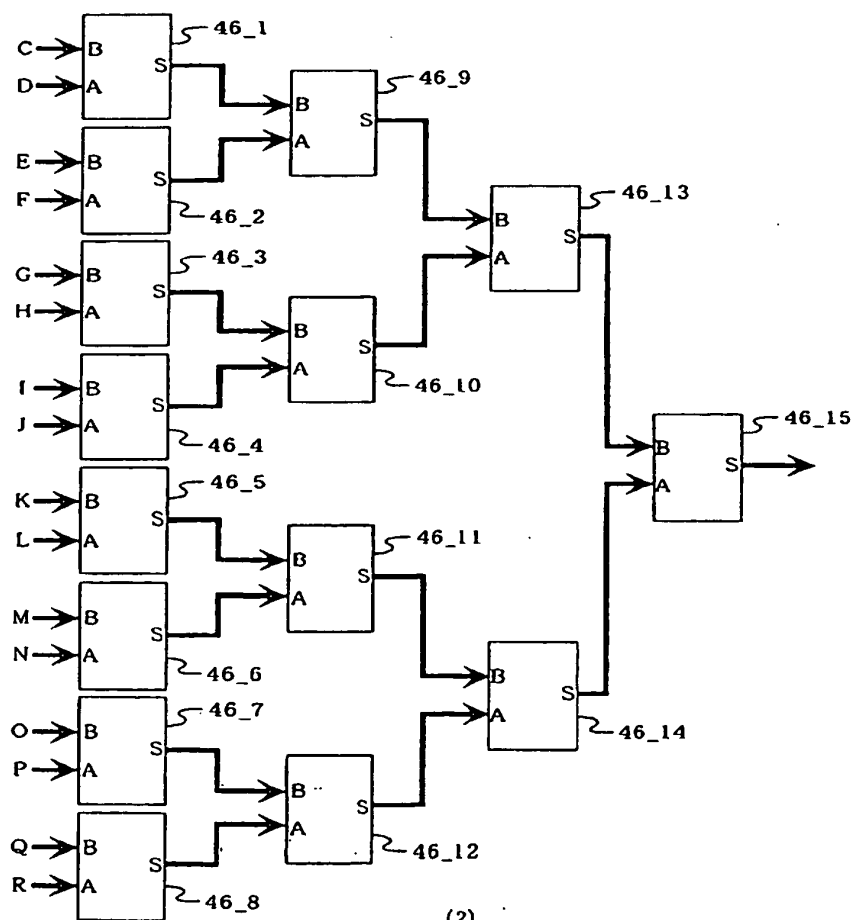 46_1
C B
S
D A
46_9
B
S
A
E B
S
F A
46_2
46_13
B
S
A
46_3
G B
S
H A
B
S
A
46_10
I B
S
J A
46_4
46_15
B
S
A
46_5
K B
S
L A
46_11
B
S
A
M B
S
N A
46_6
B
S
A
46_14
46_7
O B
S
P A
B
S
A
46_12
Q B
S
R A
46_8
(2)